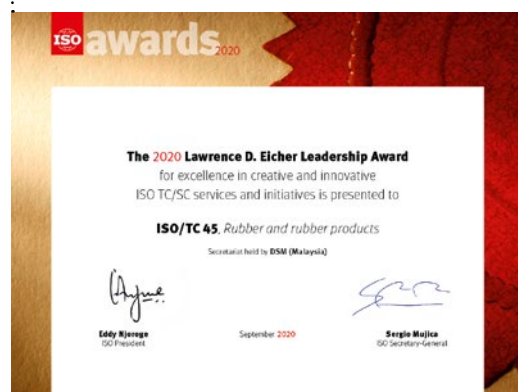 ISO awards 2020
The 2020 Lawrence D. Eicher Leadership Award
for excellence in creative and innovative
ISO TC/SC services and initiatives is presented to
ISO/TC 45, Rubber and rubber products
Secretariat held by DSM (Malaysia)
Eddy Njoroge
ISO President
September 2020
Sergio Mujica
ISO Secretary-General